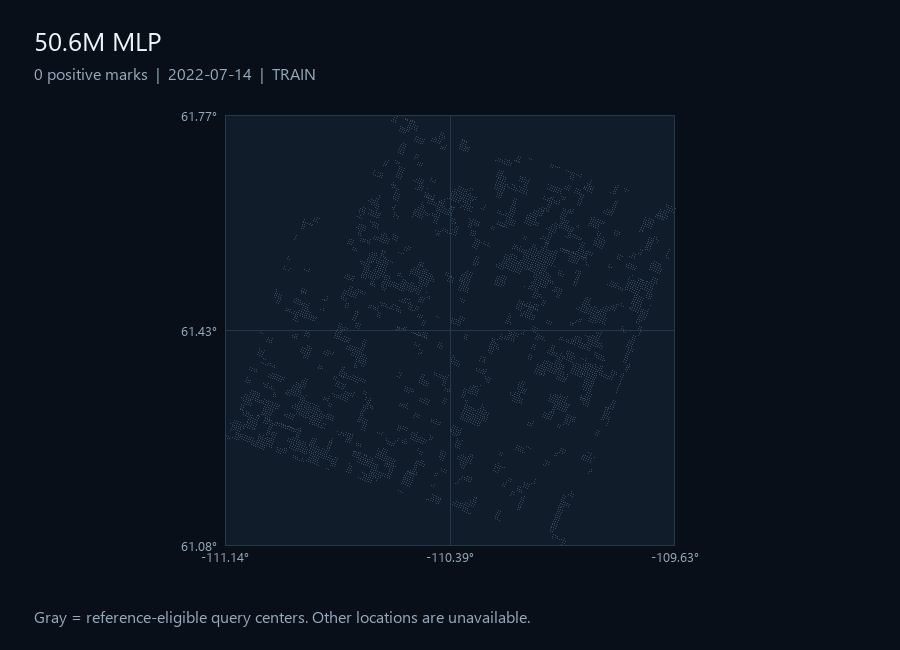 50.6M MLP
0 positive marks | 2022-07-14 | TRAIN
61.77°
61.43°
61.08°
-111.14° -110.39° -109.63°
Gray = reference-eligible query centers. Other locations are unavailable.